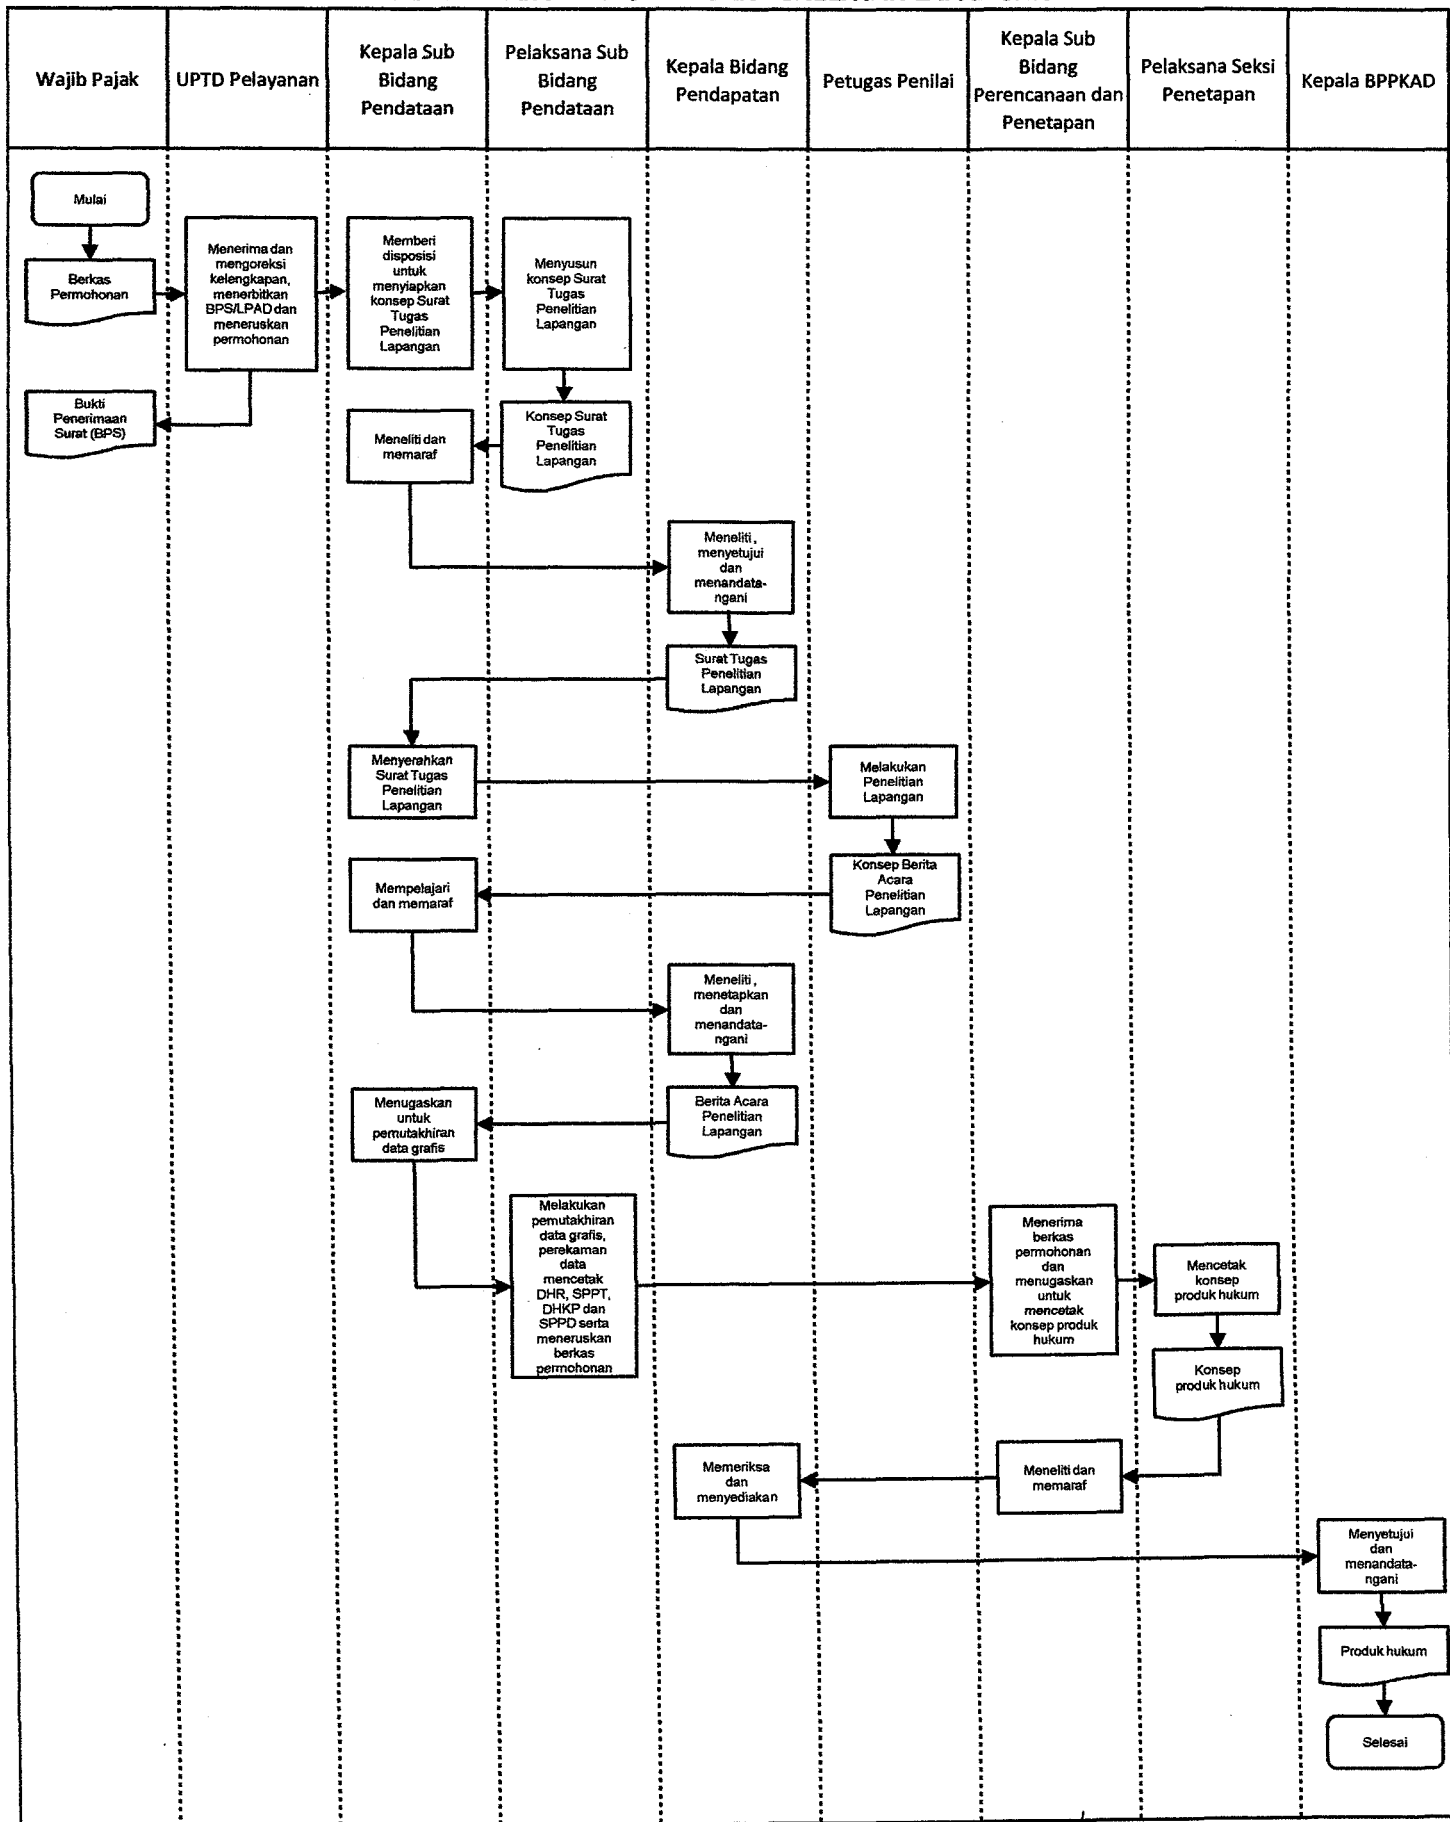 Wajib Pajak
UPTD Pelayanan
Kepala Sub
Bidang
Pendataan
Pelaksana Sub
Bidang
Pendataan
Kepala Bidang
Pendapatan
Petugas Penilai
Kepala Sub
Bidang
Perencanaan dan
Penetapan
Pelaksana Seksi
Penetapan
Kepala BPPKAD
Mulai
Berkas
Permohonan
Menerima dan
mengoreksi
kelengkapan,
menerbitkan
BPS/LPAD dan
meneruskan
permohonan
Memberi
disposisi
untuk
menyiapkan
konsep Surat
Tugas
Penelitian
Lapangan
Menyusun
konsep Surat
Tugas
Penelitian
Lapangan
Bukti
Penerimaan
Surat (BPS)
Meneliti dan
memaraf
Konsep Surat
Tugas
Penelitian
Lapangan
Meneliti,
menyetujui
dan
menandata-
ngani
Surat Tugas
Penelitian
Lapangan
Menyerahkan
Surat Tugas
Penelitian
Lapangan
Melakukan
Penelitian
Lapangan
Mempelajari
dan memaraf
Konsep Berita
Acara
Penelitian
Lapangan
Meneliti,
menetapkan
dan
menandata-
ngani
Menugaskan
untuk
pemutakhiran
data grafis
Berita Acara
Penelitian
Lapangan
Melakukan
pemutakhiran
data grafis,
perekaman
data
mencetak
DHR, SPPT,
DHKP dan
SPPD serta
meneruskan
berkas
permohonan
Menerima
berkas
permohonan
dan
menugaskan
untuk
mencetak
konsep produk
hukum
Mencetak
konsep
produk hukum
Konsep
produk hukum
Memeriksa
dan
menyediakan
Meneliti dan
memaraf
Menyetujui
dan
menandata-
ngani
Produk hukum
Selesai